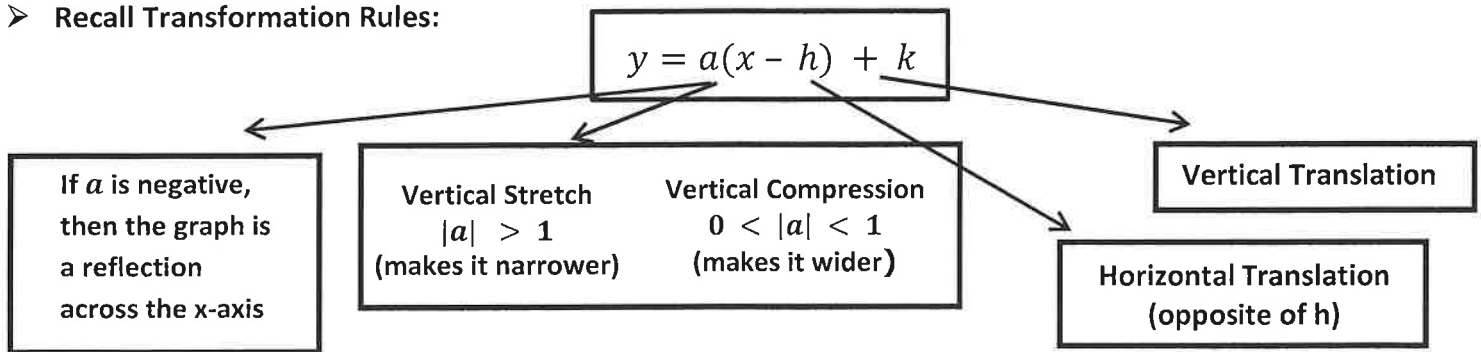 ➤ Recall Transformation Rules:
y = a(x – h) + k
If a is negative,
then the graph is
a reflection
across the x-axis
Vertical Stretch
|a| > 1
(makes it narrower)
Vertical Compression
0 < |a| < 1
(makes it wider)
Vertical Translation
Horizontal Translation
(opposite of h)